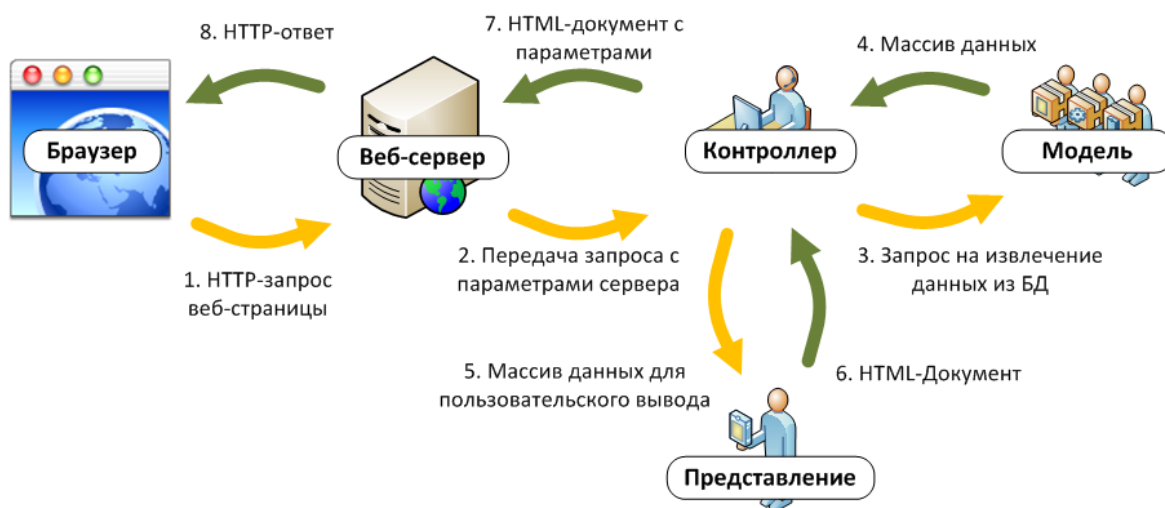 8. HTTP-ответ
7. HTML-документ с
параметрами
4. Массив данных
Браузер
Веб-сервер
Контроллер
Модель
1. HTTP-запрос
веб-страницы
2. Передача запроса с
параметрами сервера
3. Запрос на извлечение
данных из БД
5. Массив данных для
пользовательского вывода
6. HTML-Документ
Представление